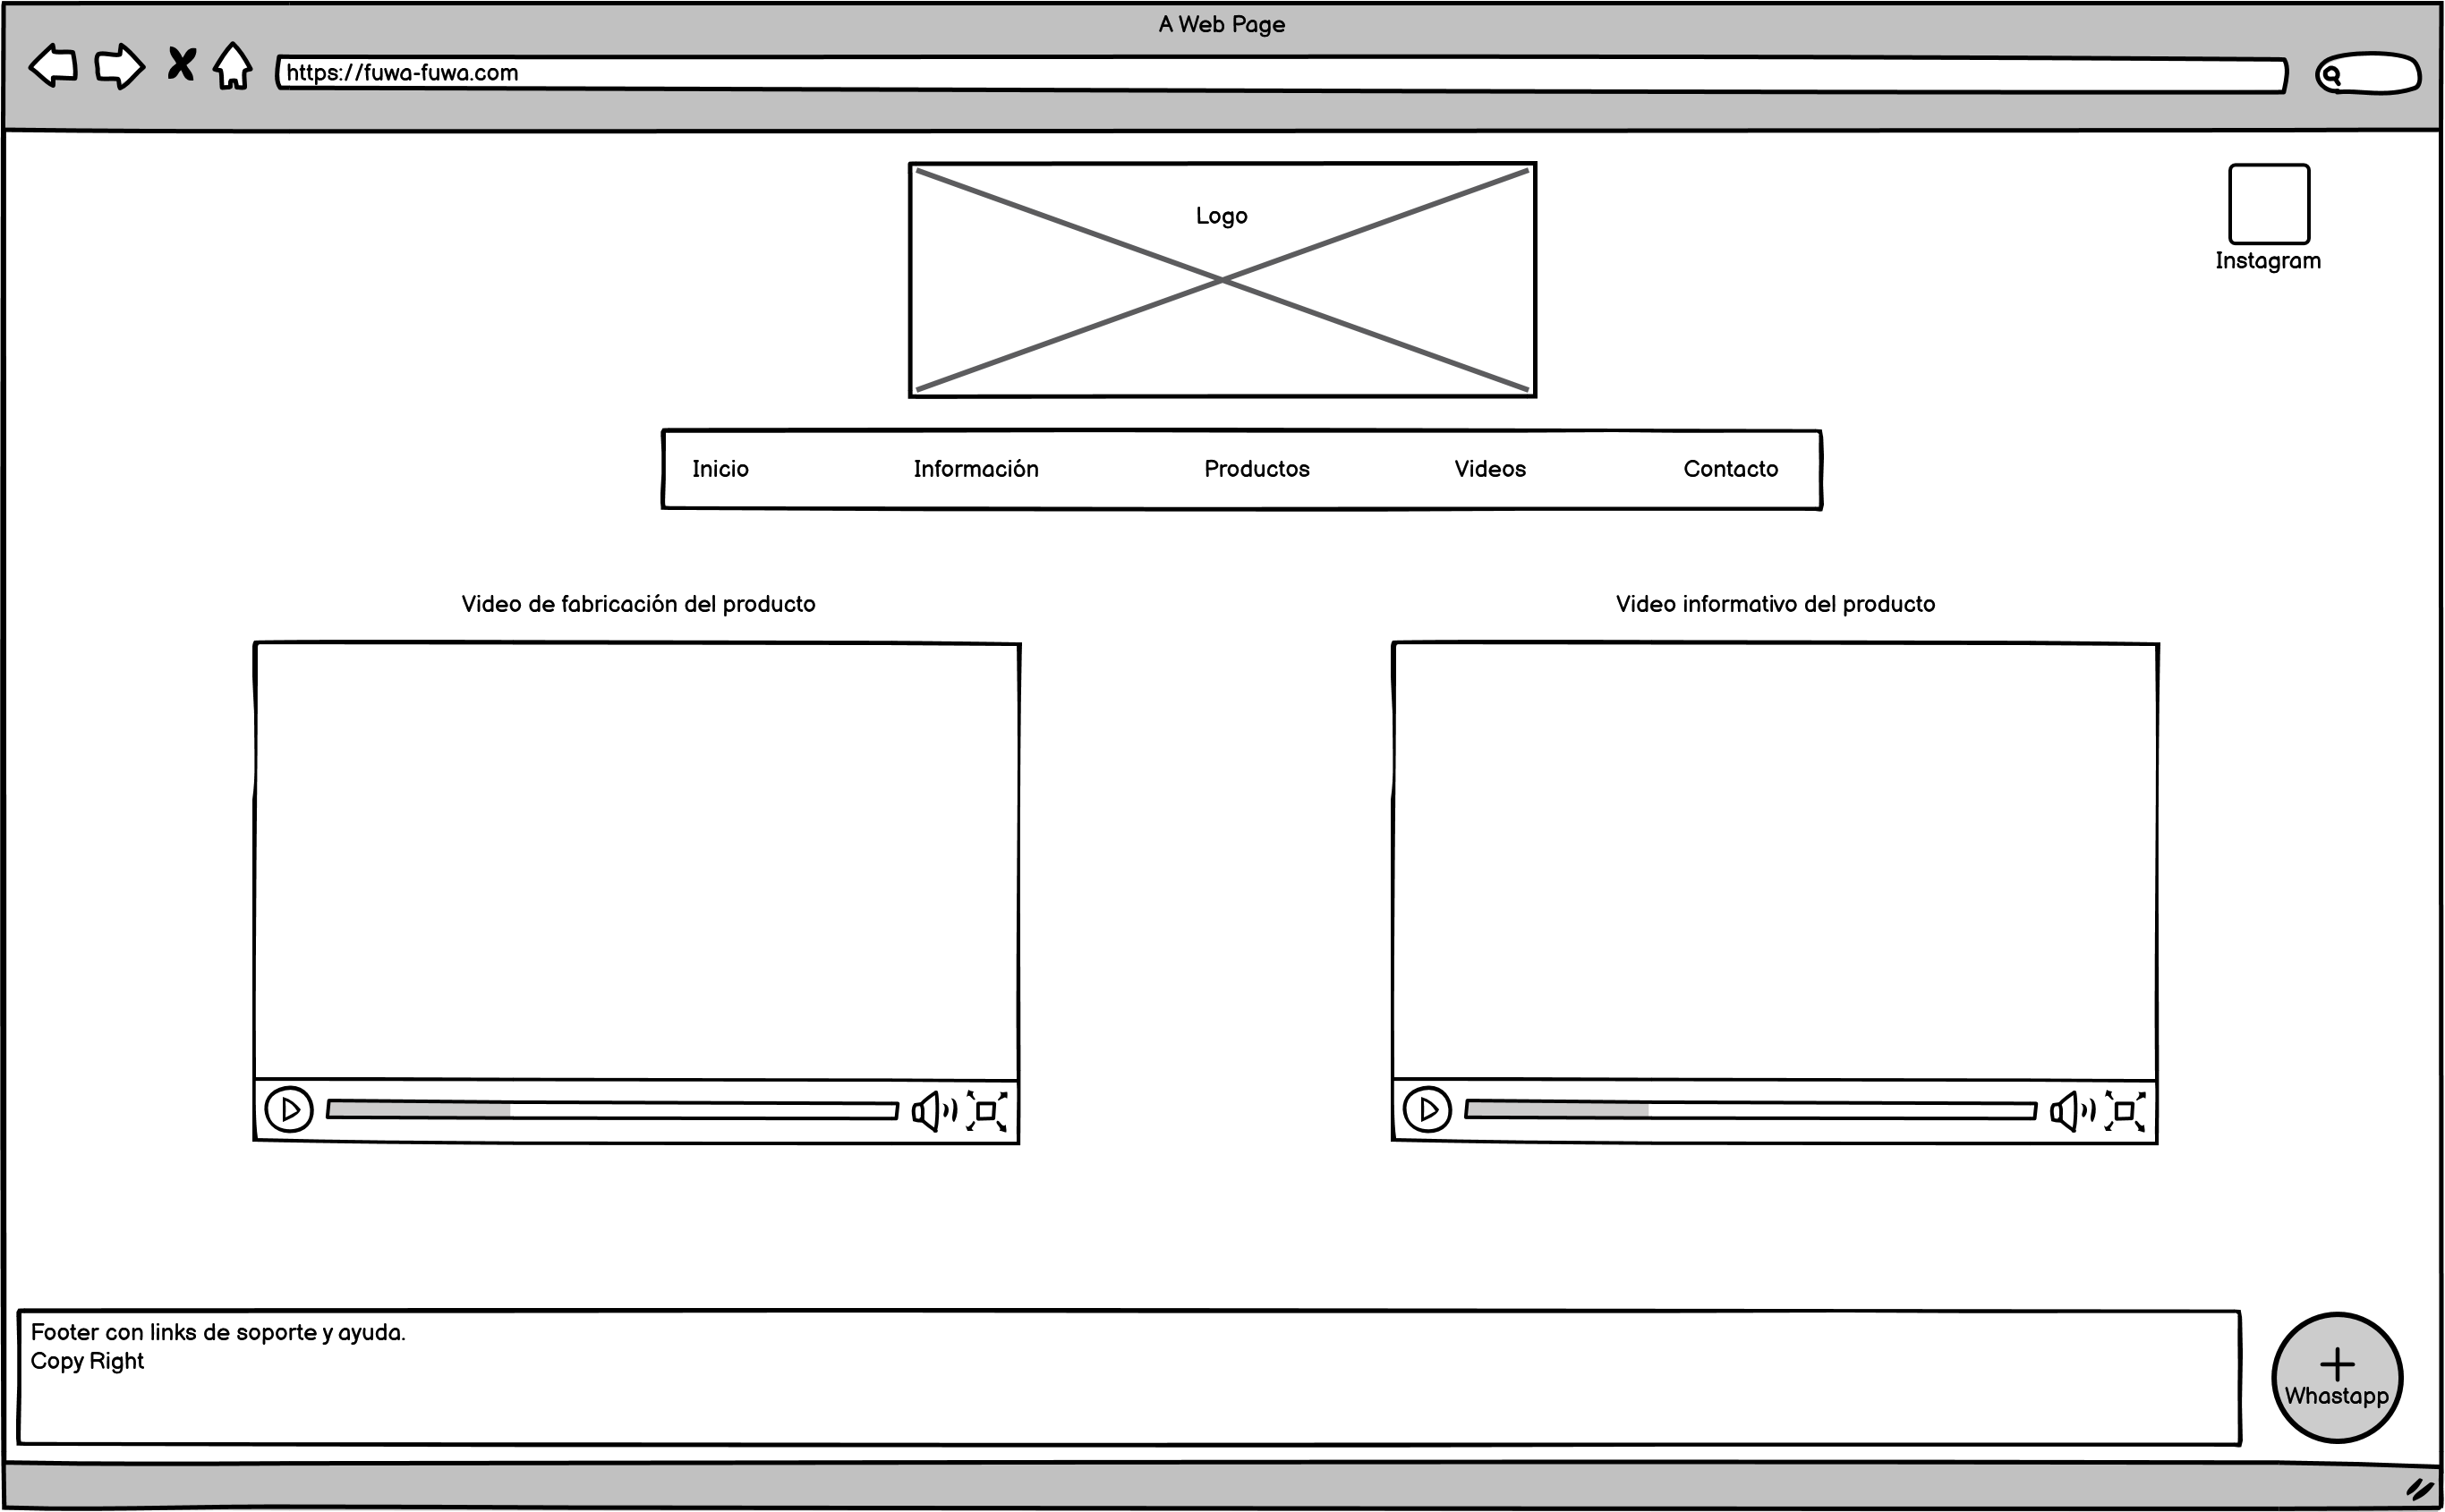 A Web Page
https://fuwa-fuwa.com
Logo
Instagram
Inicio Información Productos Videos Contacto
Video de fabricación del producto
Video informativo del producto
Footer con links de soporte y ayuda.
Copy Right
Whastapp